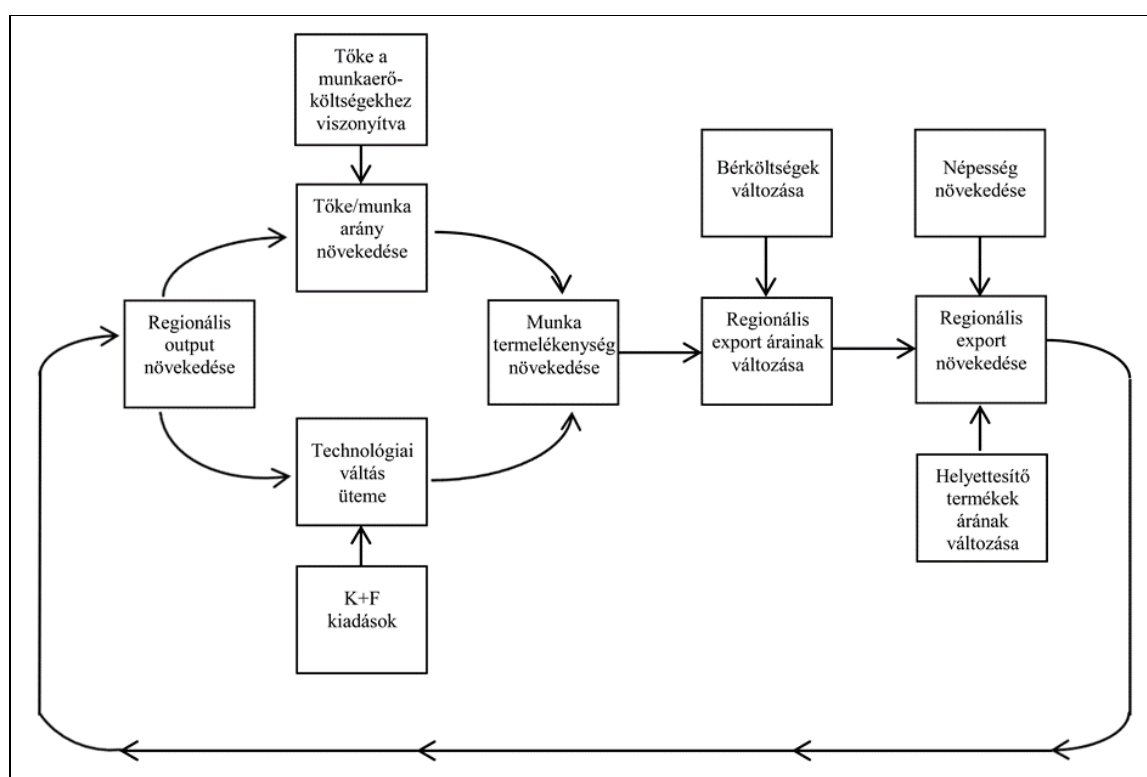 Tőke a
munkaerő-
költségekhez
viszonyítva
Bérköltségek
változása
Népesség
növekedése
Tőke/munka
arány
növekedése
Regionális
output
növekedése
Munka
termelékenység
növekedése
Regionális
export árainak
változása
Regionális
export
növekedése
Technológiai
váltás
üteme
Helyettesítő
termékek
árának
változása
K+F
kiadások